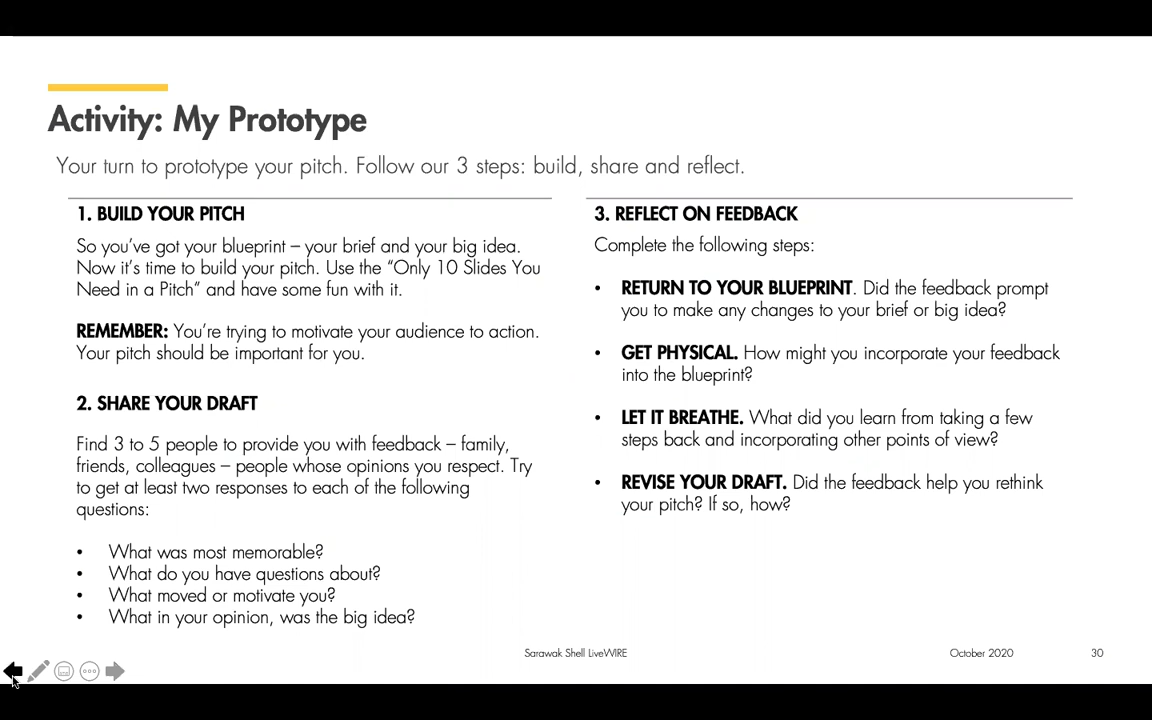 Activity: My Prototype
Your turn to prototype your pitch. Follow our 3 steps: build, share and reflect.
1. BUILD YOUR PITCH
So you’ve got your blueprint – your brief and your big idea.
Now it’s time to build your pitch. Use the “Only 10 Slides You
Need in a Pitch” and have some fun with it.
REMEMBER: You’re trying to motivate your audience to action.
Your pitch should be important for you.
2. SHARE YOUR DRAFT
Find 3 to 5 people to provide you with feedback – family,
friends, colleagues – people whose opinions you respect. Try
to get at least two responses to each of the following
questions:
• What was most memorable?
• What do you have questions about?
• What moved or motivate you?
• What in your opinion, was the big idea?
3. REFLECT ON FEEDBACK
Complete the following steps:
• RETURN TO YOUR BLUEPRINT. Did the feedback prompt
you to make any changes to your brief or big idea?
• GET PHYSICAL. How might you incorporate your feedback
into the blueprint?
• LET IT BREATHE. What did you learn from taking a few
steps back and incorporating other points of view?
• REVISE YOUR DRAFT. Did the feedback help you rethink
your pitch? If so, how?
Sarawak Shell LiveWIRE
October 2020
30